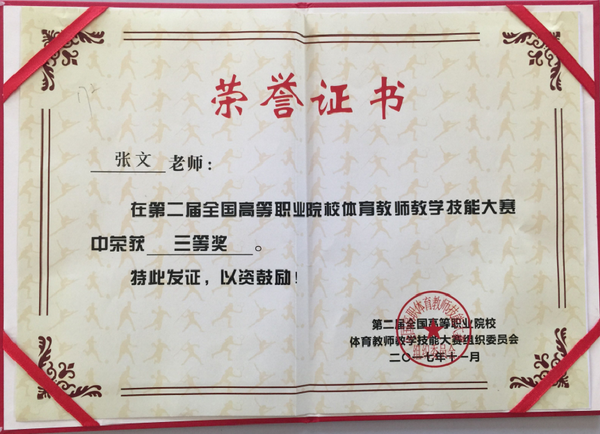 荣誉证书
张文 老师：
在第二届全国高等职业院校体育教师教学技能大赛
中荣获 三等奖 。
特此发证，以资鼓励！
第二届全国高等职业院校
体育教师教学技能大赛组织委员会
二〇一七年十一月